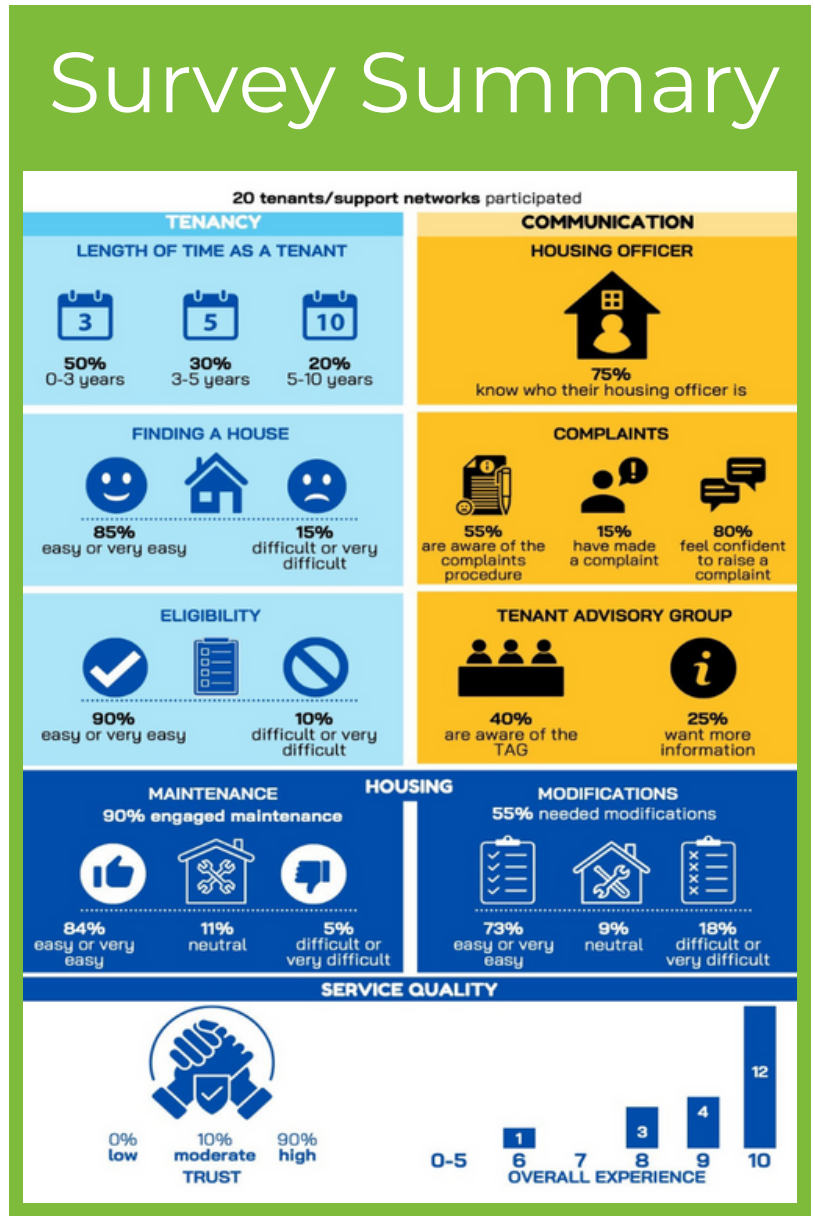 Survey Summary
20 tenants/support networks participated
TENANCY
LENGTH OF TIME AS A TENANT
3
5
10
50%
0-3 years
30%
3-5 years
20%
5-10 years
FINDING A HOUSE
85%
easy or very easy
15%
difficult or very
difficult
ELIGIBILITY
90%
easy or very easy
10%
difficult or very
difficult
COMMUNICATION
HOUSING OFFICER
75%
know who their housing officer is
COMPLAINTS
55%
are aware of the
complaints
procedure
15%
have made
a complaint
80%
feel confident
to raise a
complaint
TENANT ADVISORY GROUP
40%
are aware of the
TAG
25%
want more
information
HOUSING
MAINTENANCE
90% engaged maintenance
84%
easy or very
easy
11%
neutral
5%
difficult or
very difficult
MODIFICATIONS
55% needed modifications
73%
easy or very
easy
9%
neutral
18%
difficult or
very difficult
SERVICE QUALITY
0%
low
10%
moderate
90%
high
TRUST
1
3
4
12
0-5
6
7
8
9
10
OVERALL EXPERIENCE